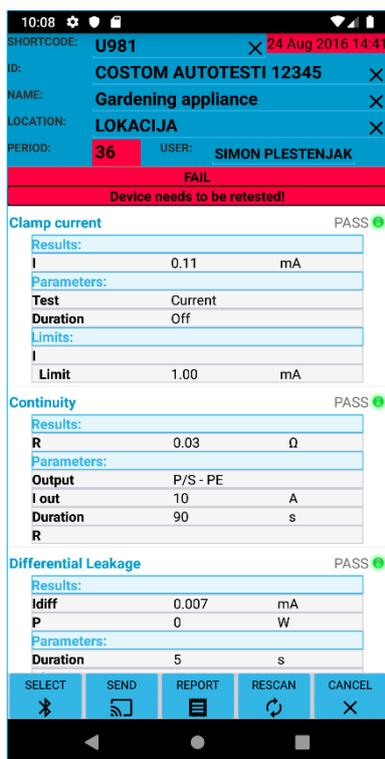 10:08
SHORTCODE: U981 24 Aug 2016 14:41
ID: COSTOM AUTOTESTI 12345
NAME: Gardening appliance
LOCATION: LOKACIJA
PERIOD: 36 USER: SIMON PLESTENJAK
FAIL
Device needs to be retested!
Clamp current PASS
Results:
I 0.11 mA
Parameters:
Test Current
Duration Off
Limits:
I
Limit 1.00 mA
Continuity PASS
Results:
R 0.03 Ω
Parameters:
Output P/S - PE
I out 10 A
Duration 90 s
R
Differential Leakage PASS
Results:
Idiff 0.007 mA
P 0 W
Parameters:
Duration 5 s
SELECT SEND REPORT RESCAN CANCEL